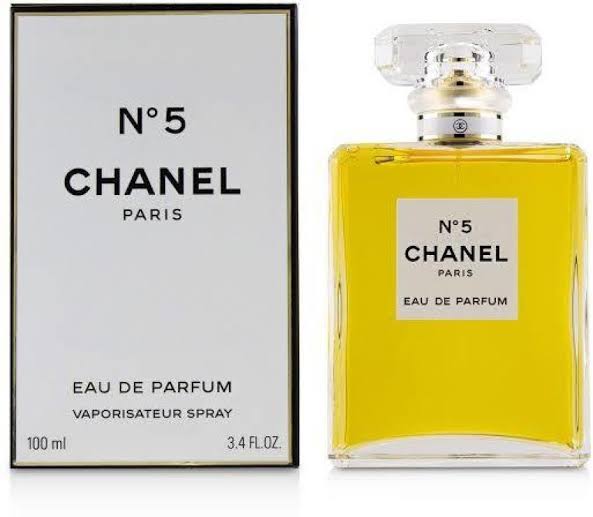 N°5
CHANEL
PARIS
EAU DE PARFUM
VAPORISATEUR SPRAY
100 ml 3.4 FL.OZ.
N°5
CHANEL
PARIS
EAU DE PARFUM